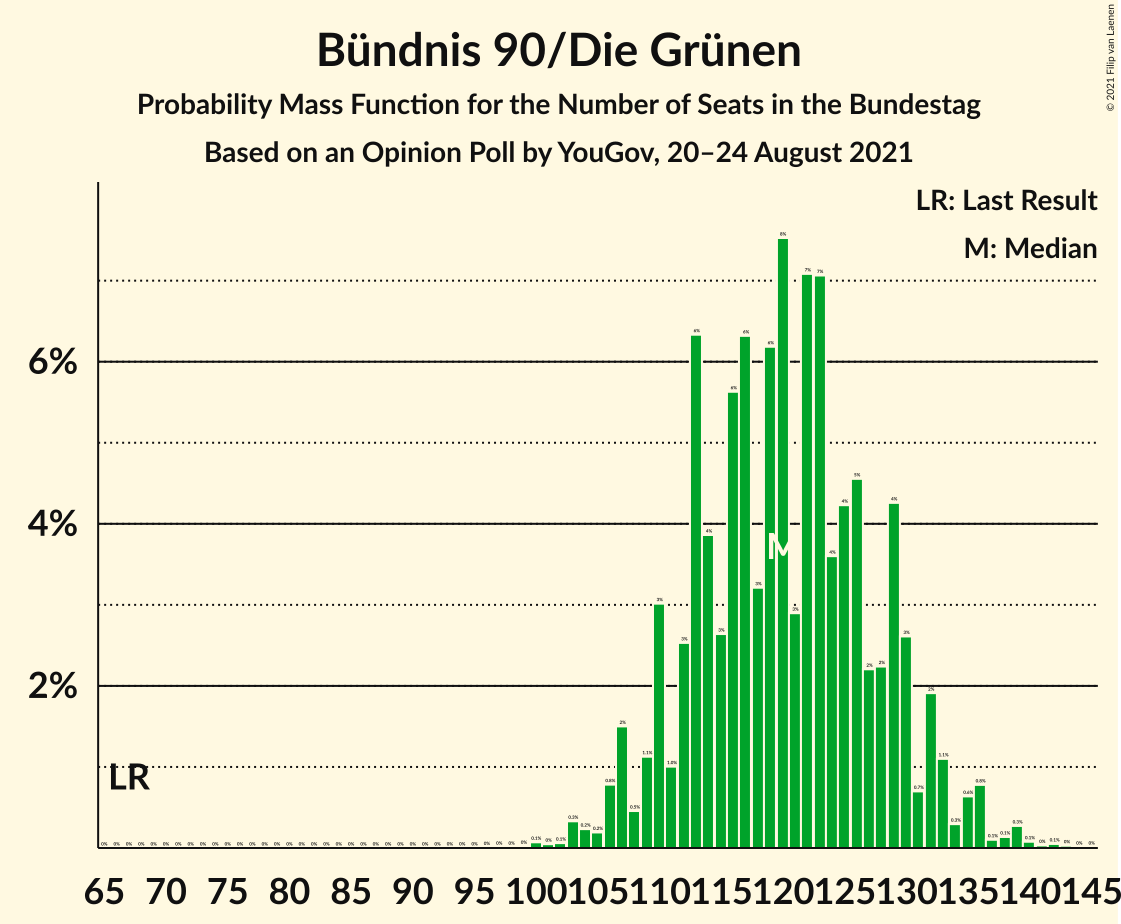 © 2021 Filip van Laenen
Bündnis 90/Die Grünen
Probability Mass Function for the Number of Seats in the Bundestag
Based on an Opinion Poll by YouGov, 20–24 August 2021
LR: Last Result
M: Median
6%
4%
2%
LR
M
65 70 75 80 85 90 95 100 105 110 115 120 125 130 135 140 145